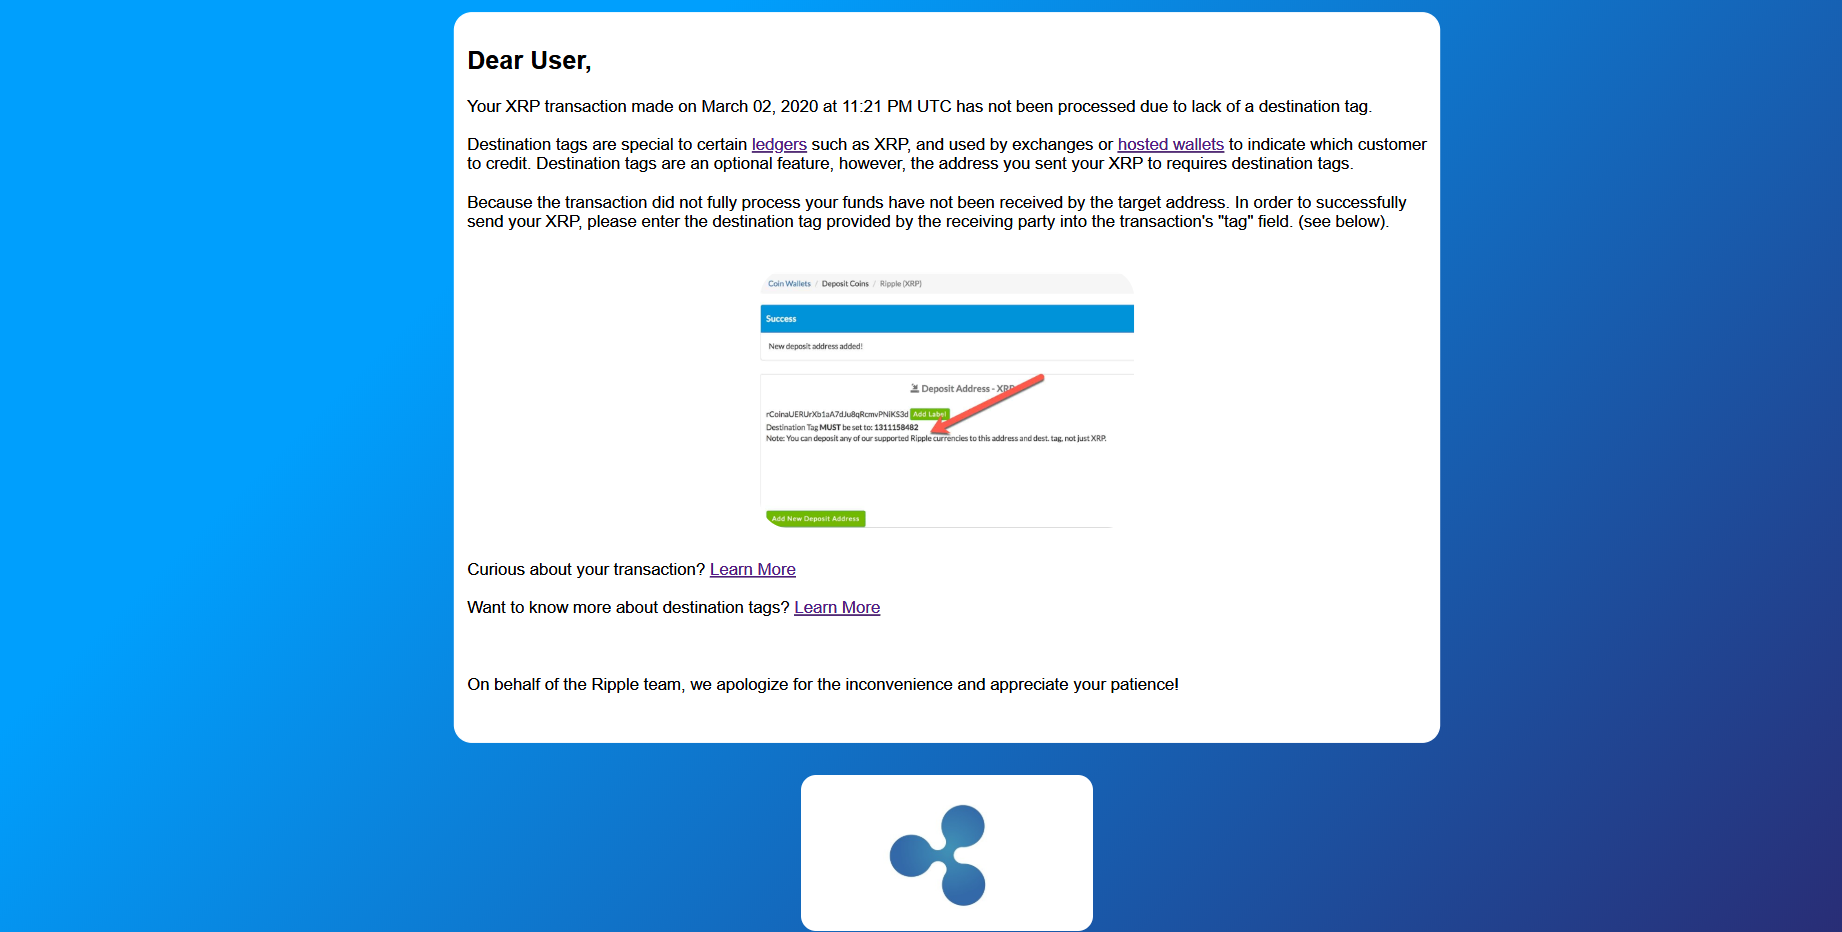 Dear User,
Your XRP transaction made on March 02, 2020 at 11:21 PM UTC has not been processed due to lack of a destination tag.
Destination tags are special to certain ledgers such as XRP, and used by exchanges or hosted wallets to indicate which customer
to credit. Destination tags are an optional feature, however, the address you sent your XRP to requires destination tags.
Because the transaction did not fully process your funds have not been received by the target address. In order to successfully
send your XRP, please enter the destination tag provided by the receiving party into the transaction's "tag" field. (see below).
Coin Wallets / Deposit Coins / Ripple (XRP)
Success
New deposit address added!
Deposit Address - XRP
Add Label
Destination Tag MUST be set to: 1311158482
Note: You can deposit any of our supported Ripple currencies to this address and dest. tag, not just XRP.
Add New Deposit Address
Curious about your transaction? Learn More
Want to know more about destination tags? Learn More
On behalf of the Ripple team, we apologize for the inconvenience and appreciate your patience!